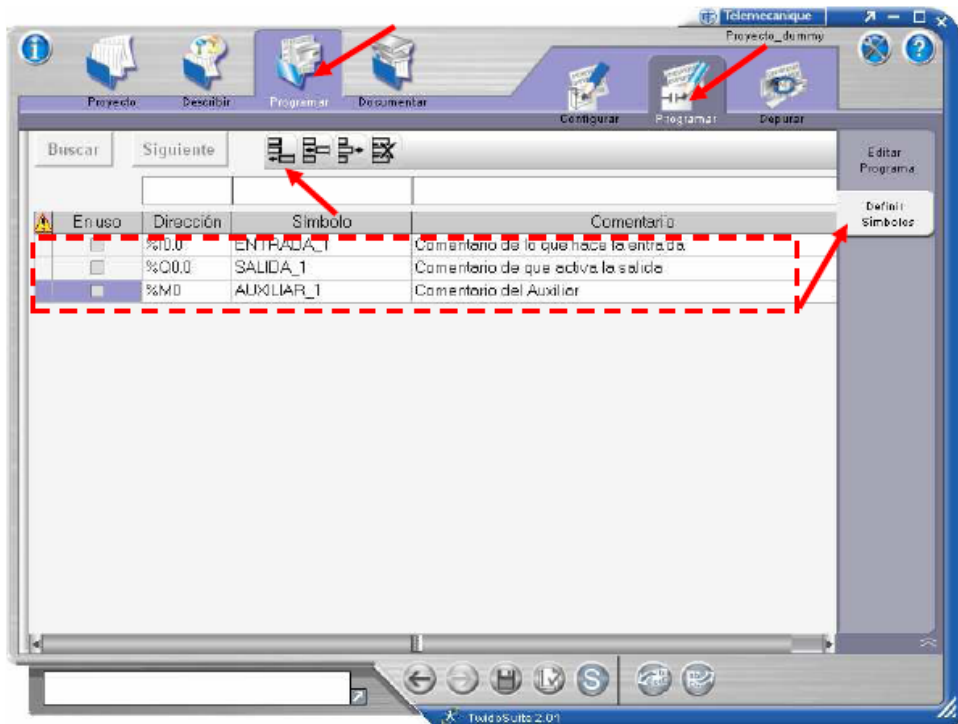 Telemecanique
Proyecto_dummy
Proyecto Describir Programar Documentar
Configurar Programar Depurar
Buscar Siguiente
Editar
Programa
Definir
Símbolos
En uso Dirección Símbolo Comentario
%I0.0 ENTRADA_1 Comentario de lo que hace la entrada
%Q0.0 SALIDA_1 Comentario de que activa la salida
%M0 AUXILIAR_1 Comentario del Auxiliar
S
TwidoSuite 2.01